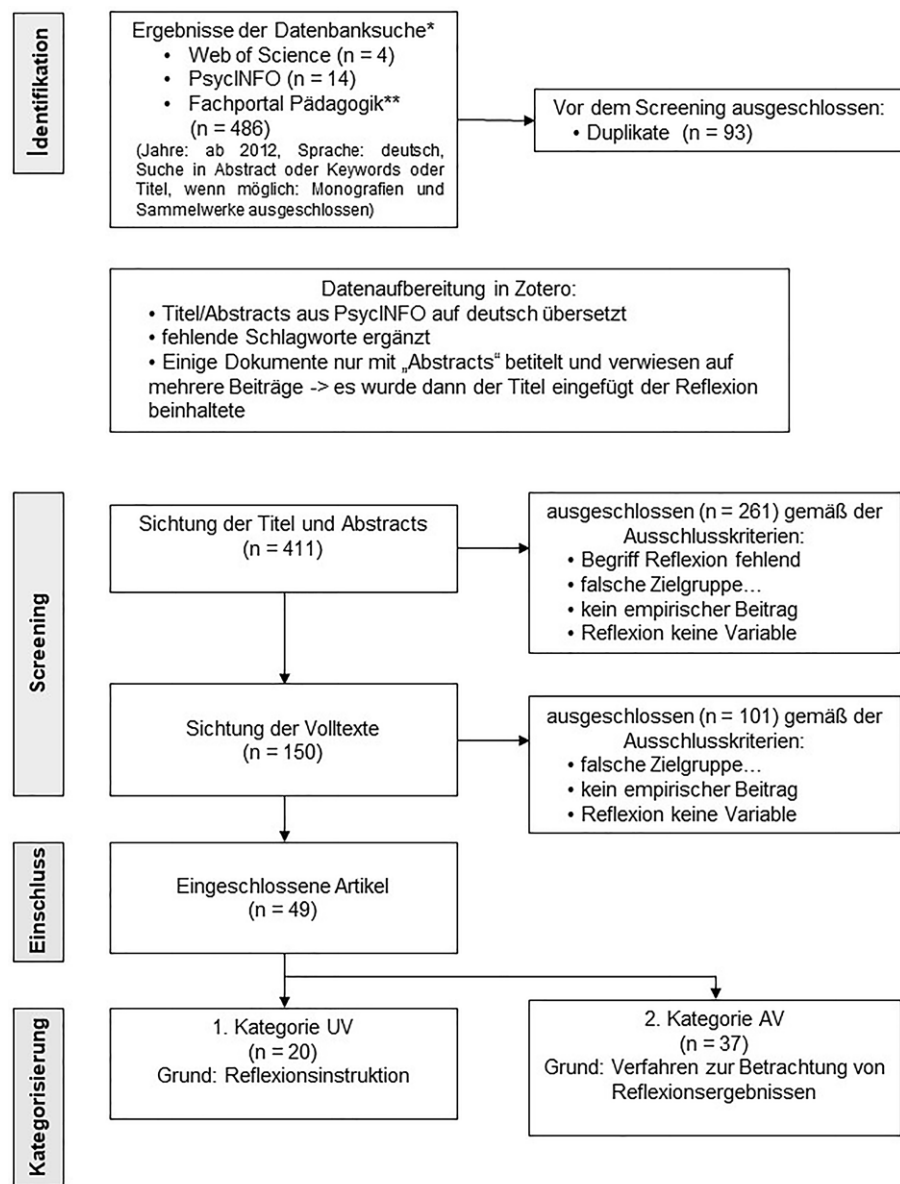 Identifikation
Ergebnisse der Datenbanksuche*
• Web of Science (n = 4)
• PsycINFO (n = 14)
• Fachportal Pädagogik**
(n = 486)
(Jahre: ab 2012, Sprache: deutsch,
Suche in Abstract oder Keywords oder
Titel, wenn möglich: Monografien und
Sammelwerke ausgeschlossen)
Vor dem Screening ausgeschlossen:
• Duplikate (n = 93)
Datenaufbereitung in Zotero:
• Titel/Abstracts aus PsycINFO auf deutsch übersetzt
• fehlende Schlagworte ergänzt
• Einige Dokumente nur mit „Abstracts“ betitelt und verwiesen auf
mehrere Beiträge -> es wurde dann der Titel eingefügt der Reflexion
beinhaltete
Screening
Sichtung der Titel und Abstracts
(n = 411)
ausgeschlossen (n = 261) gemäß der
Ausschlusskriterien:
• Begriff Reflexion fehlend
• falsche Zielgruppe…
• kein empirischer Beitrag
• Reflexion keine Variable
Sichtung der Volltexte
(n = 150)
ausgeschlossen (n = 101) gemäß der
Ausschlusskriterien:
• falsche Zielgruppe…
• kein empirischer Beitrag
• Reflexion keine Variable
Einschluss
Eingeschlossene Artikel
(n = 49)
Kategorisierung
1. Kategorie UV
(n = 20)
Grund: Reflexionsinstruktion
2. Kategorie AV
(n = 37)
Grund: Verfahren zur Betrachtung von
Reflexionsergebnissen